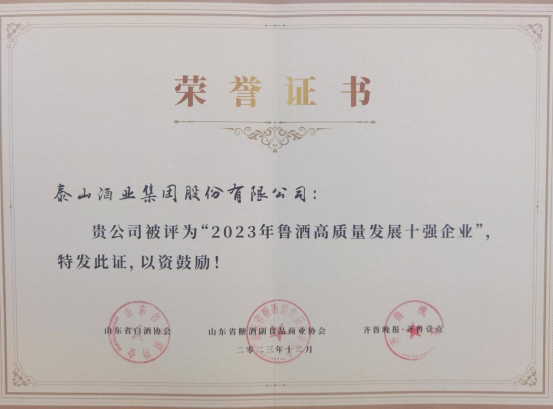 荣誉证书
泰山酒业集团股份有限公司：
贵公司被评为“2023年鲁酒高质量发展十强企业”，
特发此证，以资鼓励！
山东省白酒协会 山东省糖酒副食品商业协会 齐鲁晚报·齐鲁壹点
二〇二三年十二月